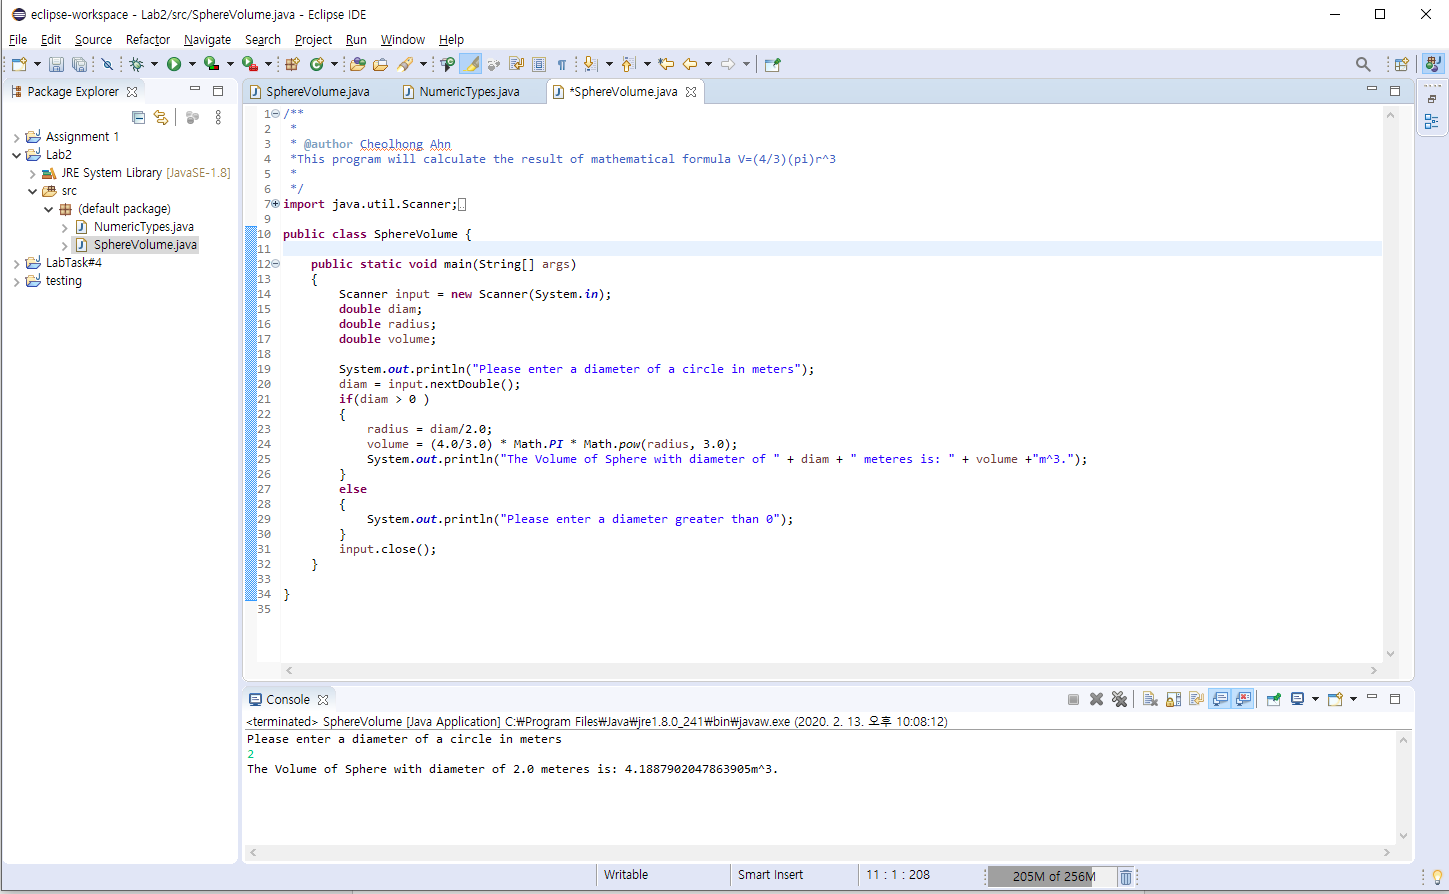 eclipse-workspace - Lab2/src/SphereVolume.java - Eclipse IDE
File Edit Source Refactor Navigate Search Project Run Window Help
Package Explorer
Assignment 1
Lab2
JRE System Library [JavaSE-1.8]
src
(default package)
NumericTypes.java
SphereVolume.java
LabTask#4
testing
SphereVolume.java NumericTypes.java *SphereVolume.java
1 /**
2 *
3 * @author Cheolhong Ahn
4 *This program will calculate the result of mathematical formula V=(4/3)(pi)r^3
5 *
6 */
7 import java.util.Scanner;
9
10 public class SphereVolume {
11
12 public static void main(String[] args)
13 {
14 Scanner input = new Scanner(System.in);
15 double diam;
16 double radius;
17 double volume;
18
19 System.out.println("Please enter a diameter of a circle in meters");
20 diam = input.nextDouble();
21 if(diam > 0 )
22 {
23 radius = diam/2.0;
24 volume = (4.0/3.0) * Math.PI * Math.pow(radius, 3.0);
25 System.out.println("The Volume of Sphere with diameter of " + diam + " meteres is: " + volume +"m^3.");
26 }
27 else
28 {
29 System.out.println("Please enter a diameter greater than 0");
30 }
31 input.close();
32 }
33
34 }
35
Console
<terminated> SphereVolume [Java Application] C:₩Program Files₩Java₩jre1.8.0_241₩bin₩javaw.exe (2020. 2. 13. 오후 10:08:12)
Please enter a diameter of a circle in meters
2
The Volume of Sphere with diameter of 2.0 meteres is: 4.1887902047863905m^3.
Writable Smart Insert 11 : 1 : 208 205M of 256M